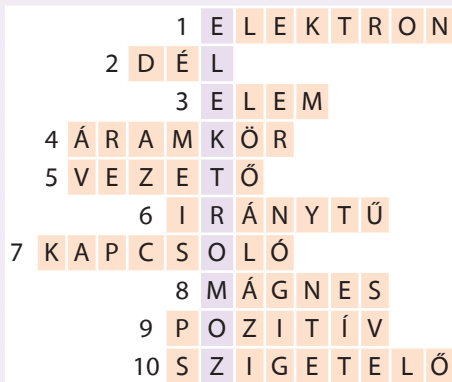 1 ELEKTRON
2 DÉL
3 ELEM
4 ÁRAMKÖR
5 VEZETŐ
6 IRÁNYTŰ
7 KAPCSOLÓ
8 MÁGNES
9 POZITÍV
10 SZIGETELŐ